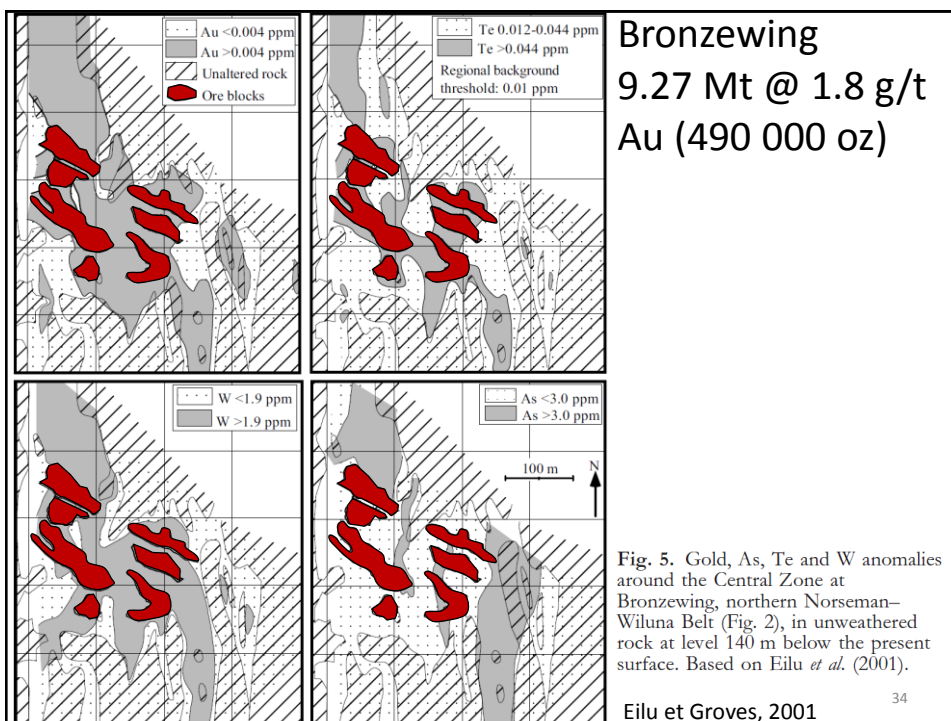 Au <0.004 ppm
Au >0.004 ppm
Unaltered rock
Ore blocks
Te 0.012-0.044 ppm
Te >0.044 ppm
Regional background
threshold: 0.01 ppm
Bronzewing
9.27 Mt @ 1.8 g/t
Au (490 000 oz)
W <1.9 ppm
W >1.9 ppm
As <3.0 ppm
As >3.0 ppm
100 m
N
Fig. 5. Gold, As, Te and W anomalies
around the Central Zone at
Bronzewing, northern Norseman–
Wiluna Belt (Fig. 2), in unweathered
rock at level 140 m below the present
surface. Based on Eilu et al. (2001).
34
Eilu et Groves, 2001